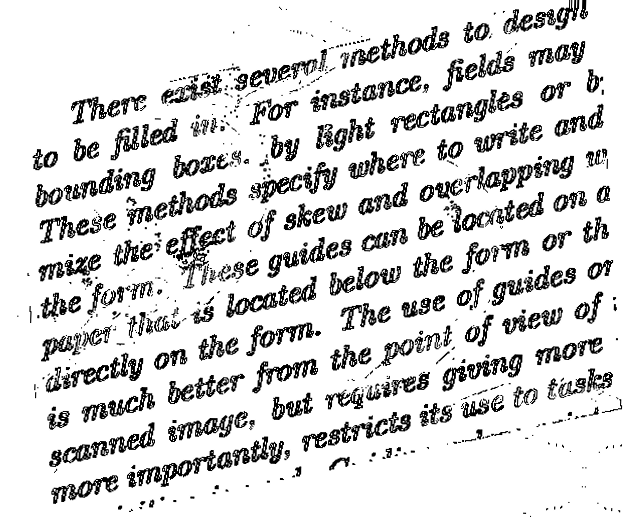 There exist several methods to design
to be filled in. For instance, fields may
bounding boxes, by light rectangles or b
These methods specify where to write and
mize the effect of skew and overlapping w
the form. These guides can be located on a
paper that is located below the form or th
directly on the form. The use of guides or
is much better from the point of view of
scanned image, but requires giving more
more importantly, restricts its use to tasks